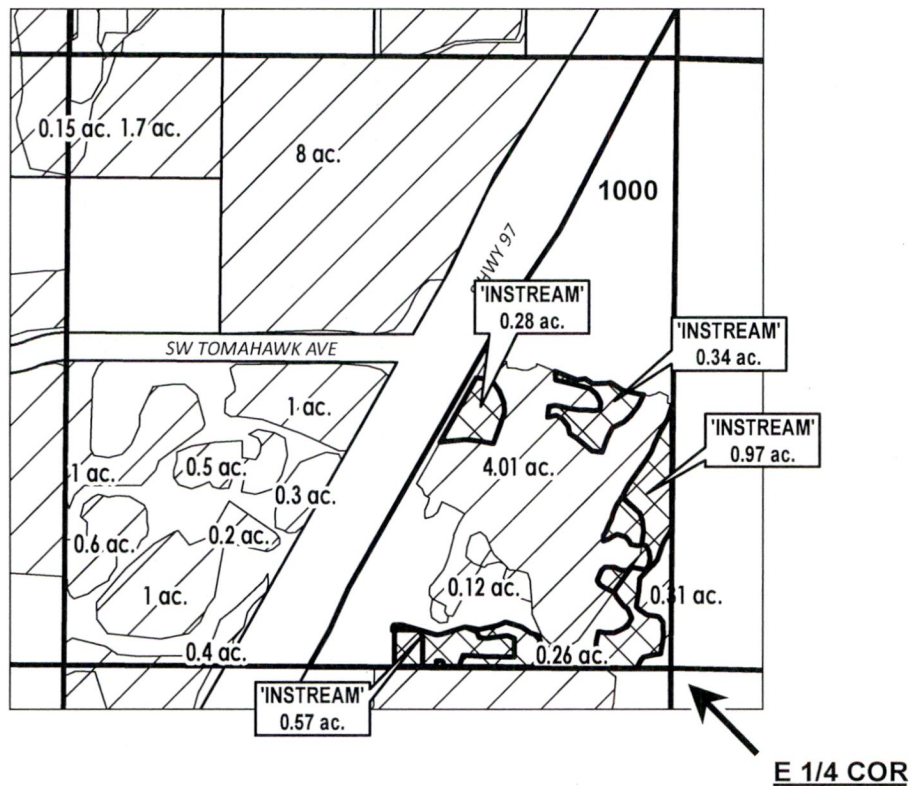 0.15 ac. 1.7 ac.
8 ac.
1000
HWY 97
'INSTREAM'
0.28 ac.
'INSTREAM'
0.34 ac.
SW TOMAHAWK AVE
1 ac.
'INSTREAM'
0.97 ac.
1 ac.
0.5 ac.
4.01 ac.
0.3 ac.
0.6 ac.
0.2 ac.
0.12 ac.
1 ac.
0.31 ac.
0.4 ac.
0.26 ac.
'INSTREAM'
0.57 ac.
E 1/4 COR